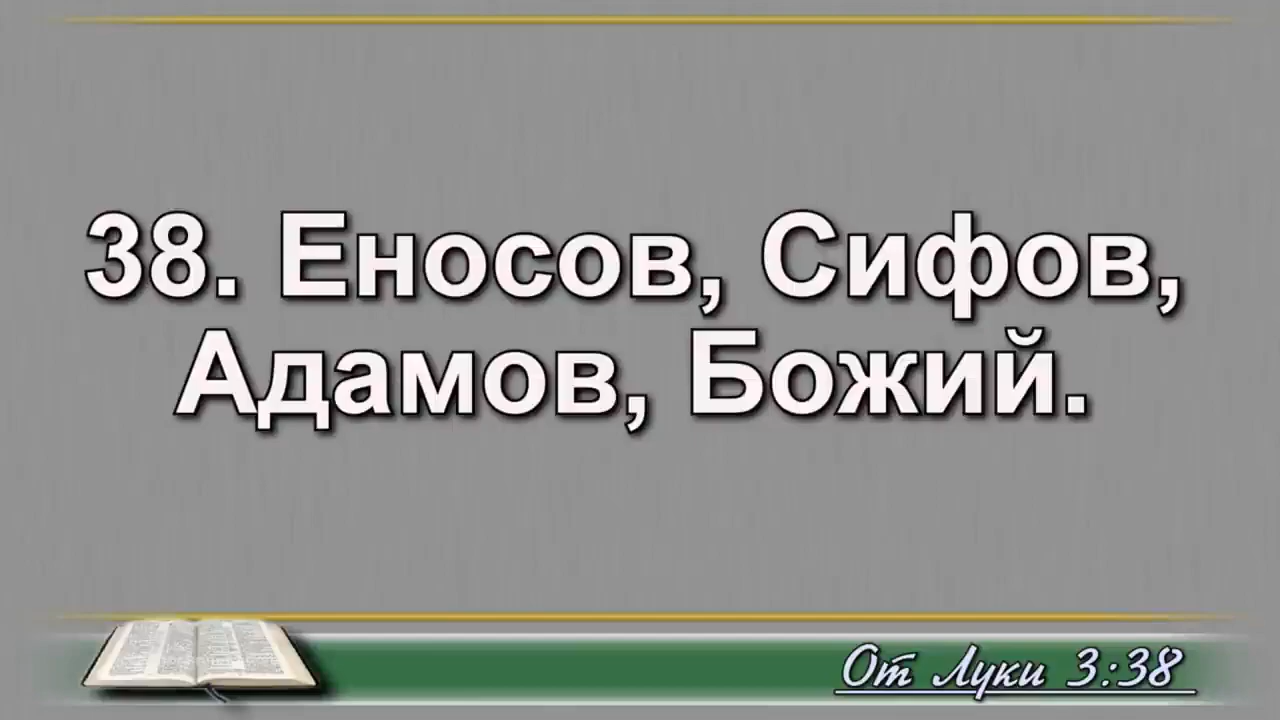 38. Еносов, Сифов,
Адамов, Божий.
От Луки 3:38